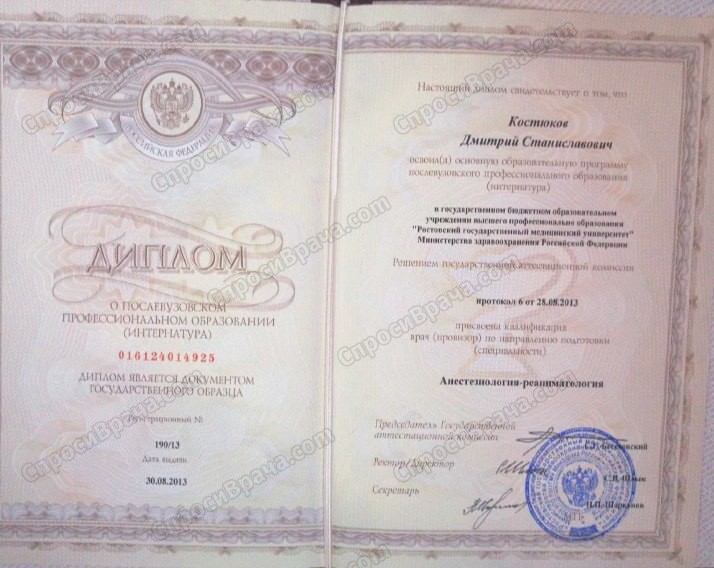 РОССИЙСКАЯ ФЕДЕРАЦИЯ
ДИПЛОМ
О ПОСЛЕВУЗОВСКОМ
ПРОФЕССИОНАЛЬНОМ ОБРАЗОВАНИИ
(ИНТЕРНАТУРА)
016124014925
ДИПЛОМ ЯВЛЯЕТСЯ ДОКУМЕНТОМ
ГОСУДАРСТВЕННОГО ОБРАЗЦА
Регистрационный №
190/13
Дата выдачи
30.08.2013
Настоящий диплом свидетельствует о том, что
Костюков
Дмитрий Станиславович
освоил(а) основную образовательную программу
послевузовского профессионального образования
(интернатура)
в государственном бюджетном образовательном
учреждении высшего профессионально образования
"Ростовский государственный медицинский университет"
Министерства здравоохранения Российской Федерации
Решением государственной аттестационной комиссии
протокол 6 от 28.08.2013
присвоена квалификация
врач (провизор) по направлению подготовки
(специальности)
Анестезиология-реаниматология
Председатель Государственной
аттестационной комиссии
Ректор/Директор
С.В. Шлык
Секретарь
М.П.
СпросиВрача.com